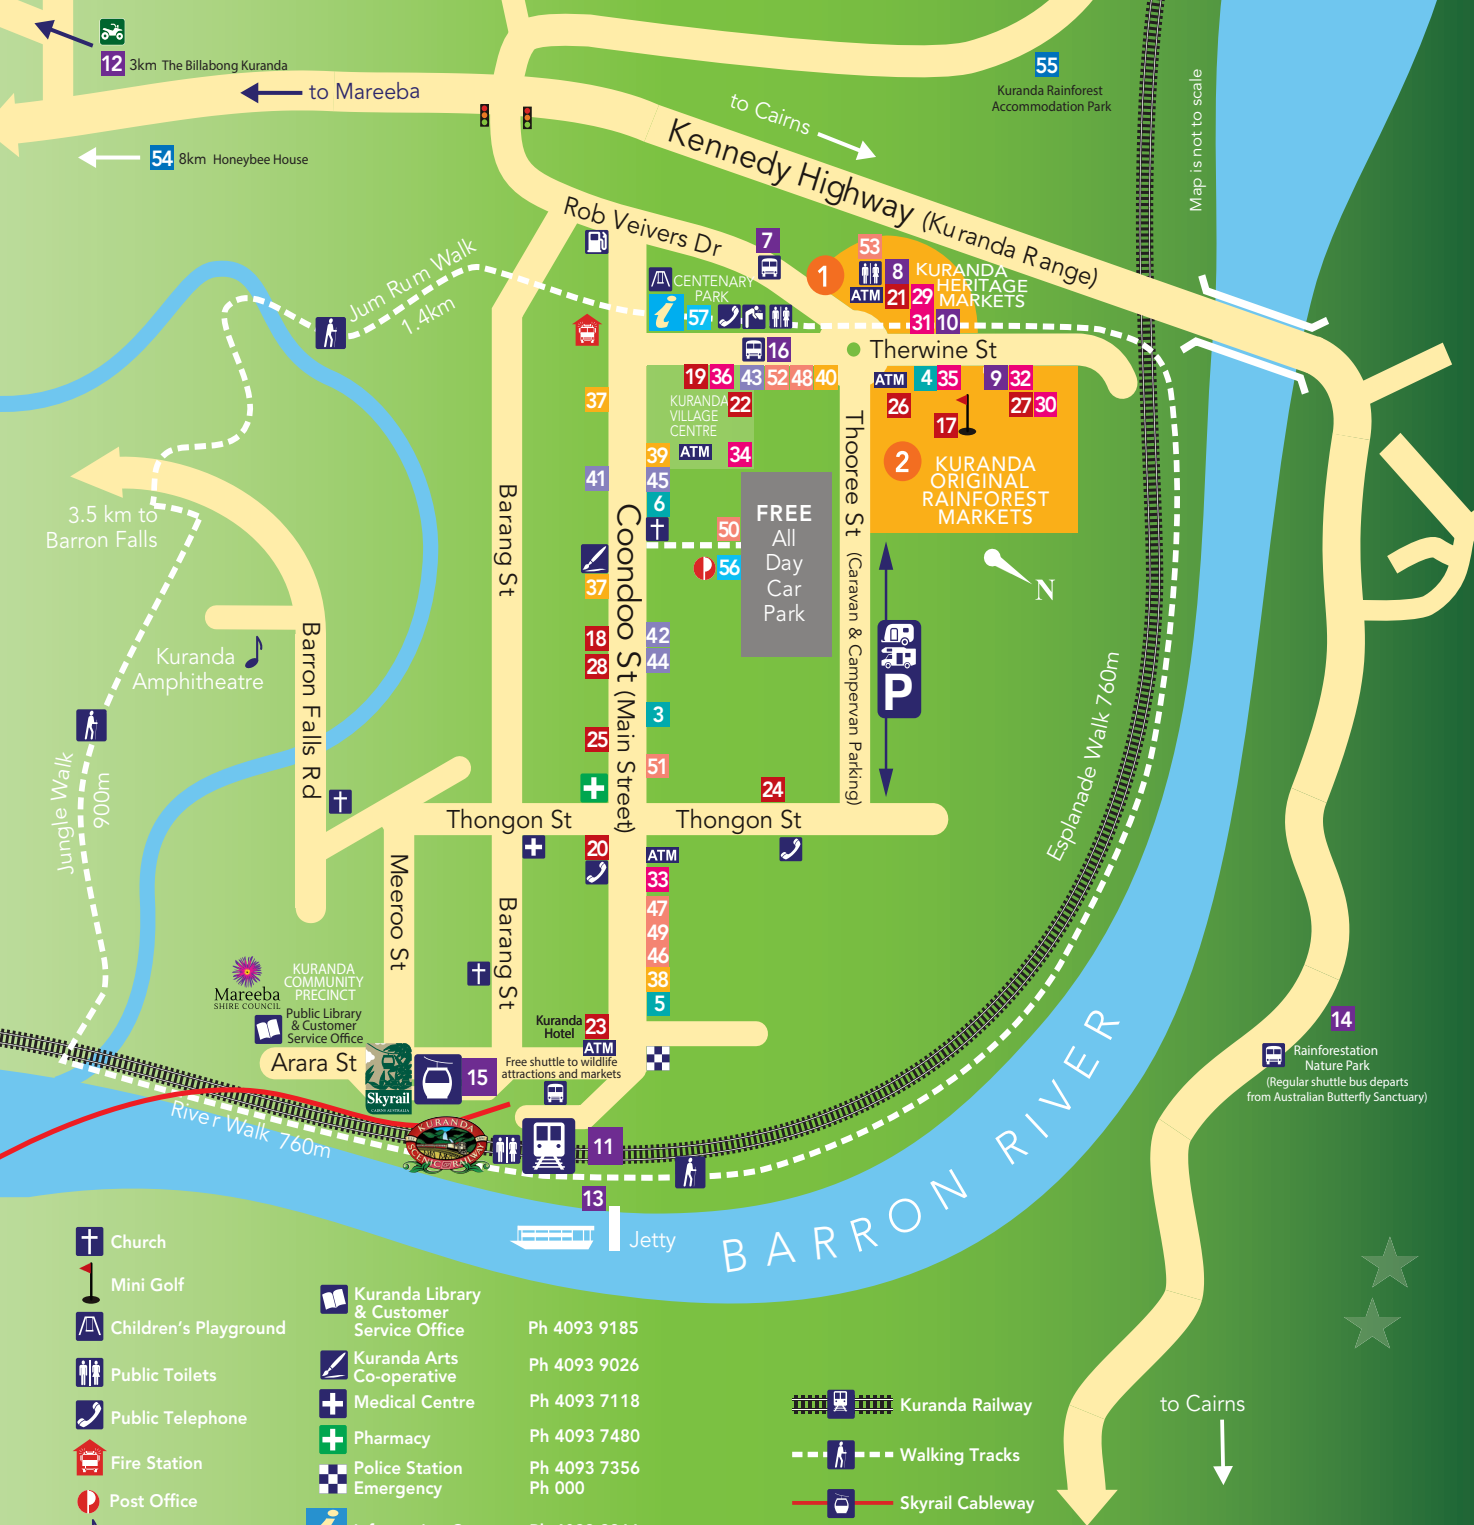 12 3km The Billabong Kuranda
to Mareeba
54 8km Honeybee House
to Cairns
55
Kuranda Rainforest
Accommodation Park
Map is not to scale
Kennedy Highway (Kuranda Range)
Rob Veivers Dr
7
53
1
8
KURANDA
HERITAGE
MARKETS
ATM 21 29
31 10
Jum Rum Walk
1.4km
CENTENARY
PARK
i 57
16
Therwine St
19 36 43 52 48 40
ATM 4 35 9 32
37
KURANDA
VILLAGE
CENTRE
22
26
17
27 30
39 ATM 34
2
KURANDA
ORIGINAL
RAINFOREST
MARKETS
41
45
6
3.5 km to
Barron Falls
Barang St
Coondoo St (Main Street)
Thooree St (Caravan & Campervan Parking)
50
56
FREE
All
Day
Car
Park
N
37
18
28
42
44
P
Kuranda
Amphitheatre
Barron Falls Rd
3
25
51
24
Jungle Walk
900m
Esplanade Walk 760m
Thongon St
Thongon St
20
ATM
33
47
49
46
38
5
Meeroo St
Barang St
Mareeba
SHIRE COUNCIL
KURANDA
COMMUNITY
PRECINCT
Public Library
& Customer
Service Office
Kuranda
Hotel
23
ATM
Arara St
Skyrail
CAIRNS AUSTRALIA
15
Free shuttle to wildlife
attractions and markets
14
Rainforestation
Nature Park
(Regular shuttle bus departs
from Australian Butterfly Sanctuary)
River Walk 760m
KURANDA
SCENIC RAILWAY
11
13
Jetty
BARRON RIVER
Church
Mini Golf
Children's Playground
Public Toilets
Public Telephone
Fire Station
Post Office
Kuranda Library
& Customer
Service Office
Ph 4093 9185
Kuranda Arts
Co-operative
Ph 4093 9026
Medical Centre
Ph 4093 7118
Pharmacy
Ph 4093 7480
Police Station
Ph 4093 7356
Emergency
Ph 000
Kuranda Railway
Walking Tracks
Skyrail Cableway
to Cairns